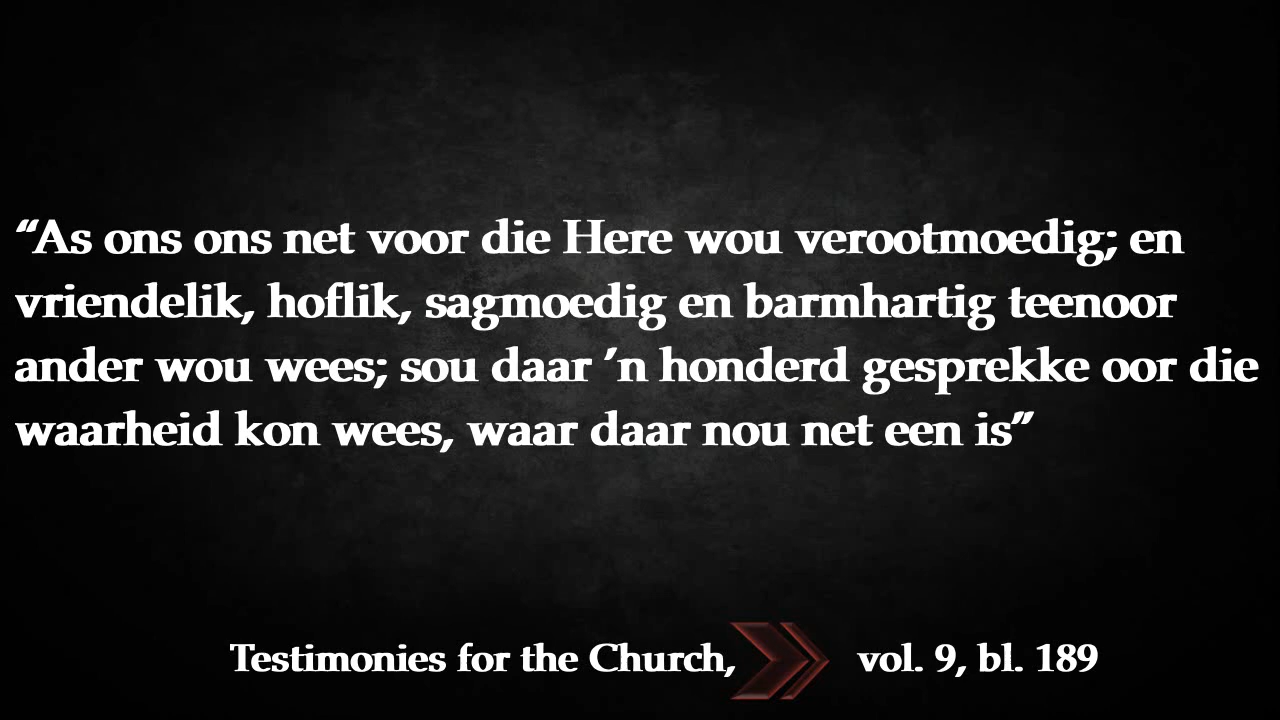 “As ons ons net voor die Here wou verootmoedig; en
vriendelik, hoflik, sagmoedig en barmhartig teenoor
ander wou wees; sou daar ’n honderd gesprekke oor die
waarheid kon wees, waar daar nou net een is”
Testimonies for the Church, vol. 9, bl. 189